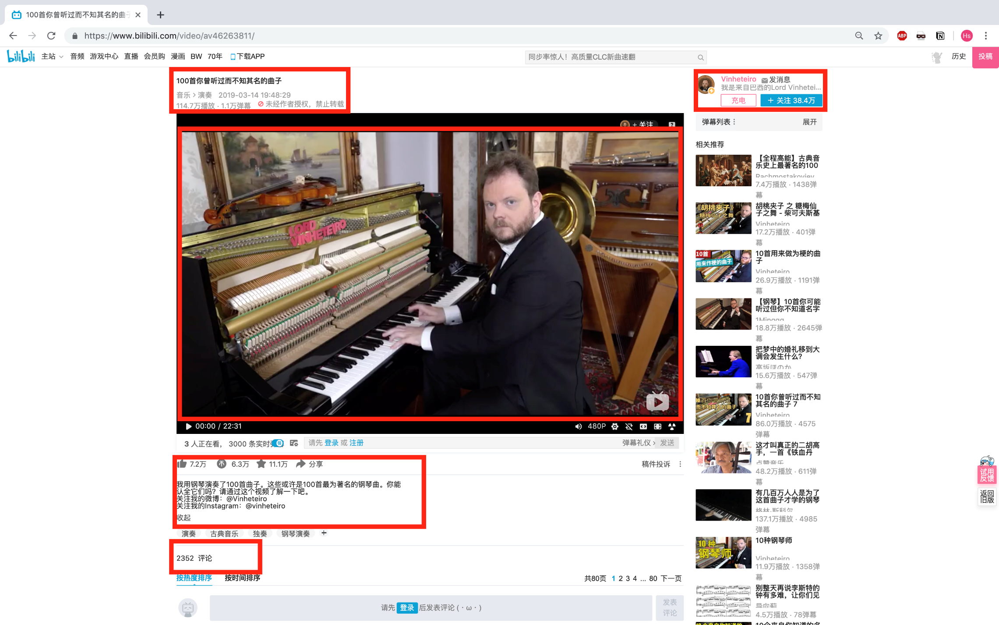 100首你曾听过而不知其名的曲子
https://www.bilibili.com/video/av46263811/
ABP
Hs
bilibili 主站 音频 游戏中心 直播 会员购 漫画 BW 70年 下载APP
同步率惊人！高质量CLC新曲速翻
历史
投稿
100首你曾听过而不知其名的曲子
音乐 > 演奏 2019-03-14 19:48:29
114.7万播放 · 1.1万弹幕 未经作者授权，禁止转载
+ 关注
?
LORD
VINHETEIRO
00:00 / 22:31
480P
3 人正在看， 3000 条实时
弹
请先 登录 或 注册
弹幕礼仪 >
发送
7.2万 6.3万 11.1万 分享
稿件投诉
我用钢琴演奏了100首曲子。这些或许是100首最为著名的钢琴曲。你能
认全它们吗？请通过这个视频了解一下吧。
关注我的微博：@Vinheteiro
关注我的Instagram：@vinheteiro
收起
演奏 古典音乐 独奏 钢琴演奏 +
2352 评论
按热度排序 按时间排序
共80页 1 2 3 4 ... 80 下一页
请先 登录 后发表评论 (・ω・)
发表
评论
Vinheteiro 发消息
我是来自巴西的Lord Vinhetei...
充电
+ 关注 38.4万
弹幕列表
展开
相关推荐
【全程高能】古典音
乐史上最著名的100
Rachmostakoviev
7.4万播放 · 1438弹
幕
《胡桃夹子》
糖梅仙子之舞
胡桃夹子 之 糖梅仙
子之舞 - 柴可夫斯基
Vinheteiro
17.2万播放 · 401弹
幕
10首
用来作梗的曲子
10首用来做为梗的曲
子
Vinheteiro
26.9万播放 · 1191弹
幕
【钢琴】10首你可能
听过但你不知道名字
18.8万播放 · 2645弹
幕
把梦中的婚礼移到大
调会发生什么？
高坂ほのか
15.6万播放 · 547弹
幕
10首你曾听过
而不知其名的曲子
7
10首你曾听过而不知
其名的曲子 7
Vinheteiro
86.0万播放 · 4575
弹幕
这才叫真正的二胡高
手，一首《铁血丹
点赞音乐
48.2万播放 · 611弹
幕
有几百万人人是为了
这首曲子才学的钢琴
格林·斯科尔
137.1万播放 · 4985
弹幕
10种
钢琴师
10种钢琴师
Vinheteiro
11.9万播放 · 1358弹
幕
别整天再说李斯特的
钟有多难，让你们见
导向蓟
4.5万播放 · 78弹幕
试用
反馈
返回
旧版